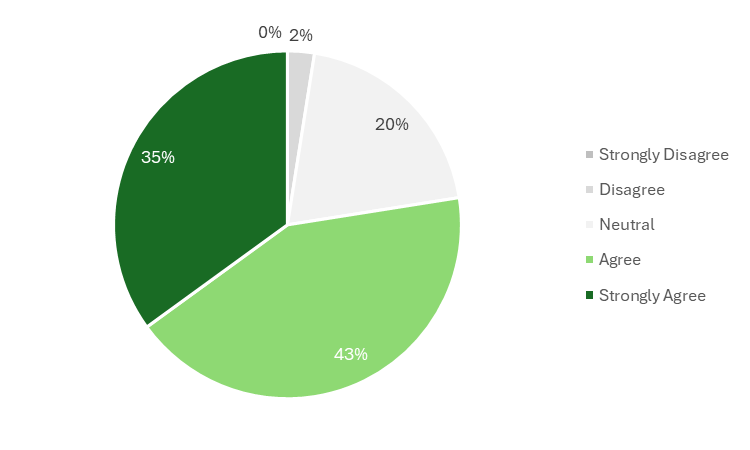 0% 2%
20%
35%
43%
Strongly Disagree
Disagree
Neutral
Agree
Strongly Agree